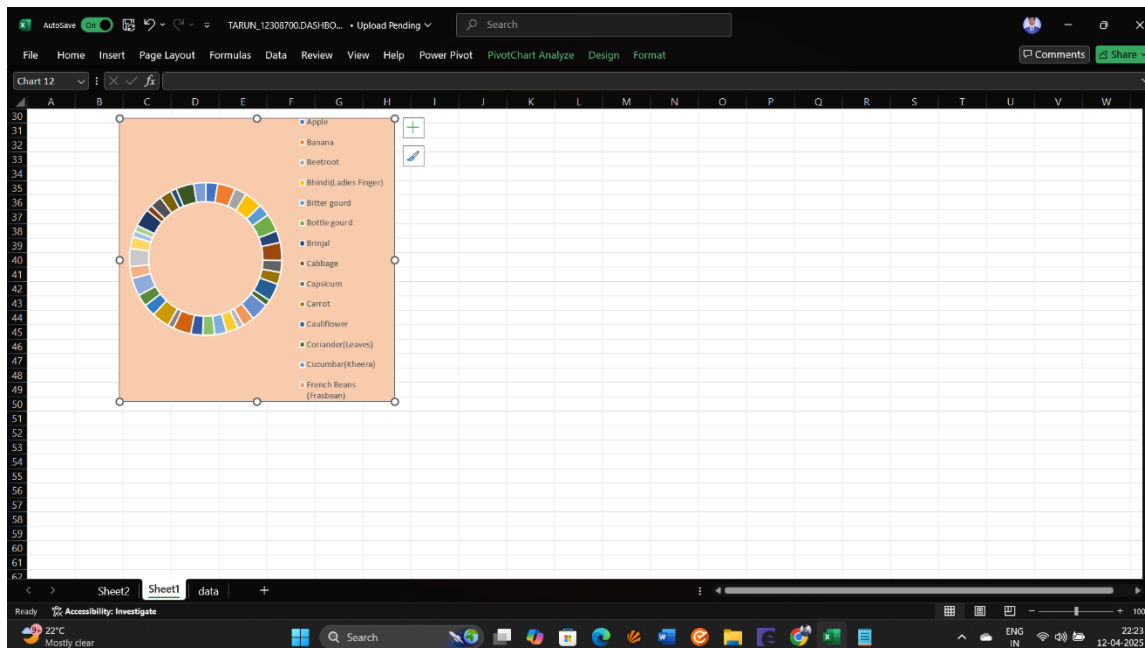 AutoSave On TARUN_12308700.DASHBO... • Upload Pending Search
File Home Insert Page Layout Formulas Data Review View Help Power Pivot PivotChart Analyze Design Format Comments Share
Chart 12 fx
A B C D E F G H I J K L M N O P Q R S T U V W
30
31
32
33
34
35
36
37
38
39
40
41
42
43
44
45
46
47
48
49
50
51
52
53
54
55
56
57
58
59
60
61
62
Apple
Banana
Beetroot
Bhindi(Ladies Finger)
Bitter gourd
Bottle gourd
Brinjal
Cabbage
Capsicum
Carrot
Cauliflower
Coriander(Leaves)
Cucumbar(Kheera)
French Beans
(Frasbean)
Sheet2 Sheet1 data
Ready Accessibility: Investigate 100
22°C
Mostly clear
Search
ENG
IN
22:23
12-04-2025